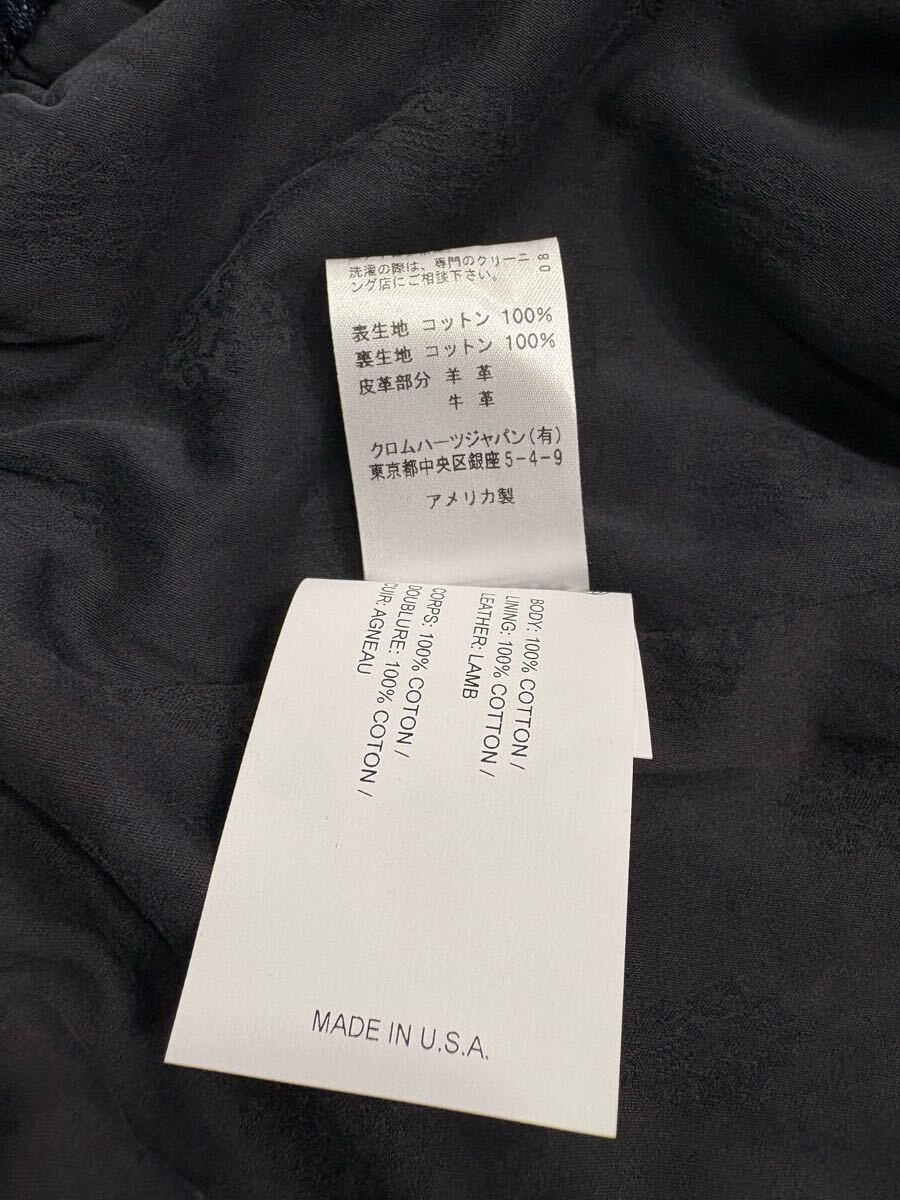 洗濯の際は、専門のクリーニ
ング店にご相談下さい。
08
表生地 コットン 100%
裏生地 コットン 100%
皮革部分 羊 革
牛 革
クロムハーツジャパン(有)
東京都中央区銀座5-4-9
アメリカ製
BODY: 100% COTTON /
LINING: 100% COTTON /
LEATHER: LAMB
CORPS: 100% COTON /
DOUBLURE: 100% COTON /
CUIR: AGNEAU
MADE IN U.S.A.